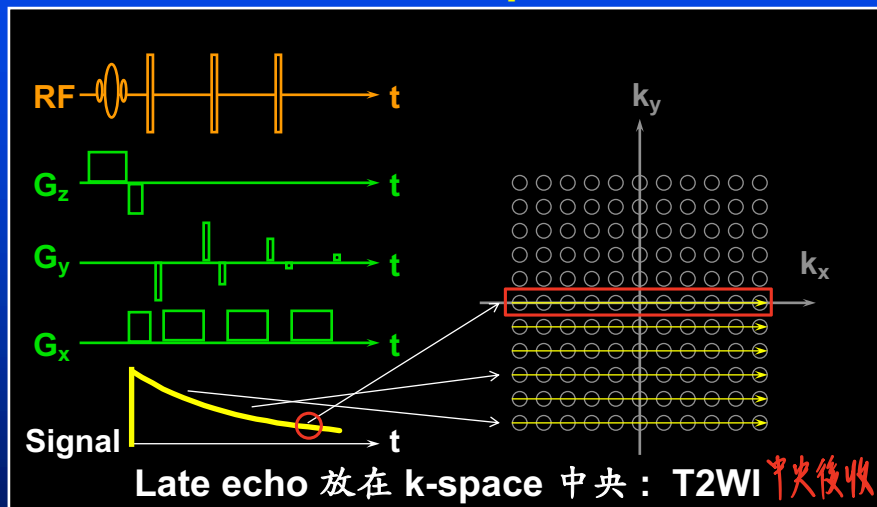 RF t
Gz t
Gy t
Gx t
Signal t
ky
kx
Late echo 放在 k-space 中央 : T2WI 中央後收